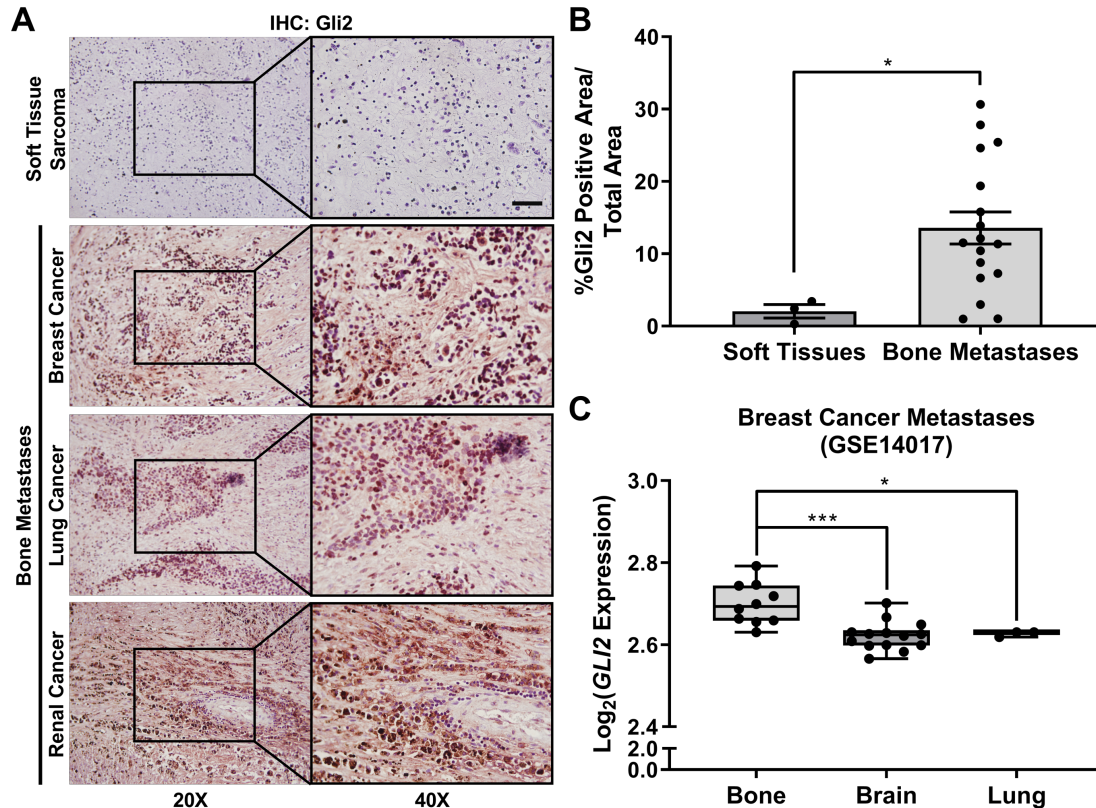 A
IHC: Gli2
Soft Tissue
Sarcoma
Bone Metastases
Breast Cancer
Lung Cancer
Renal Cancer
20X
40X
B
%Gli2 Positive Area/
Total Area
40
30
20
10
0
*
Soft Tissues
Bone Metastases
C
Breast Cancer Metastases
(GSE14017)
Log2(GLI2 Expression)
3.0
2.8
2.6
2.4
2.0
0.0
*
***
Bone
Brain
Lung